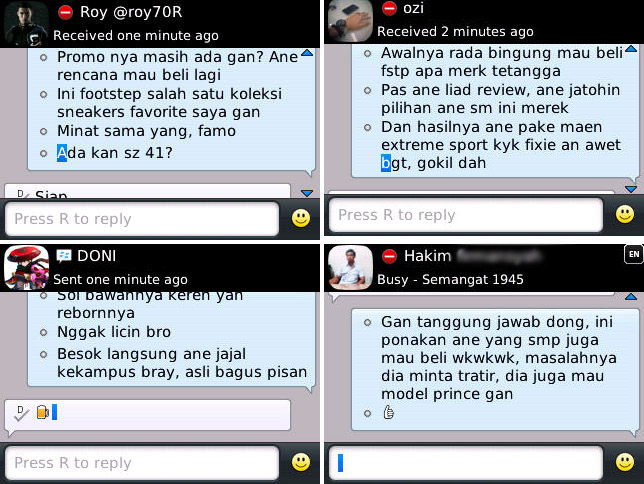 Roy @roy70R
Received one minute ago
Promo nya masih ada gan? Ane
rencana mau beli lagi
Ini footstep salah satu koleksi
sneakers favorite saya gan
Minat sama yang, famo
Ada kan sz 41?
D Siap
Press R to reply
ozi
Received 2 minutes ago
Awalnya rada bingung mau beli
fstp apa merk tetangga
Pas ane liad review, ane jatohin
pilihan ane sm ini merek
Dan hasilnya ane pake maen
extreme sport kyk fixie an awet
bgt, gokil dah
Press R to reply
DONI
Sent one minute ago
Sol bawannya keren yah
rebornnya
Nggak licin bro
Besok langsung ane jajal
kekampus bray, asli bagus pisan
D
Press R to reply
Hakim
EN
Busy - Semangat 1945
Gan tanggung jawab dong, ini
ponakan ane yang smp juga
mau beli wkwkwk, masalahnya
dia minta tratir, dia juga mau
model prince gan